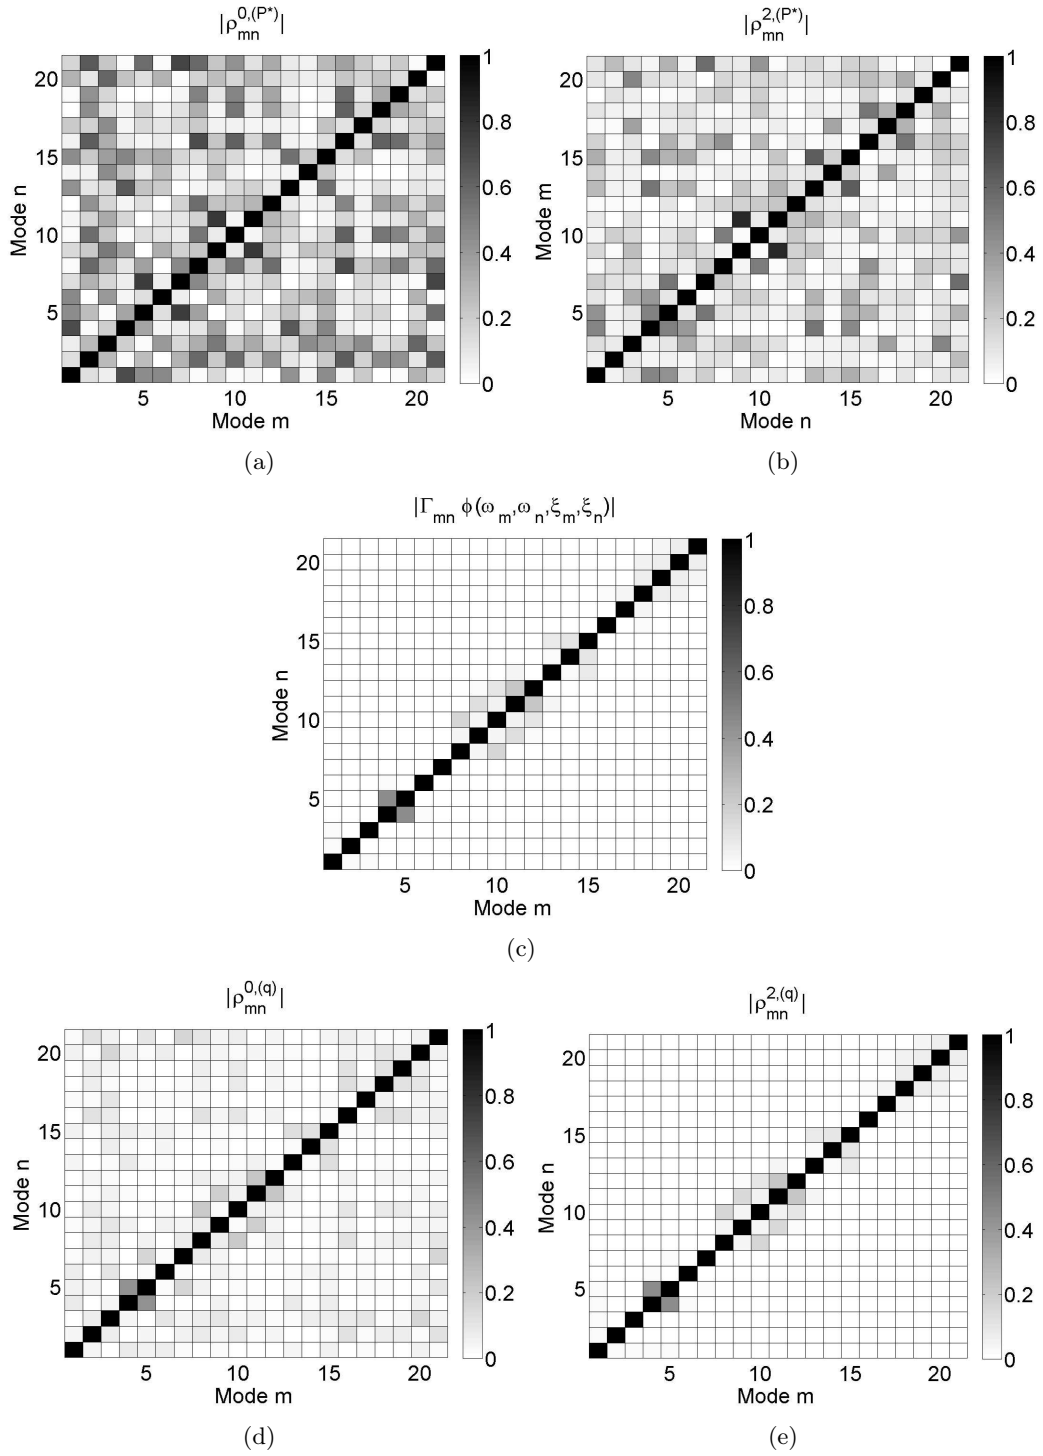 |ρ_mn^0,(P*)|
|ρ_mn^2,(P*)|
1
0.8
0.6
0.4
0.2
0
20
15
10
5
Mode n
5 10 15 20
Mode m
(a)
1
0.8
0.6
0.4
0.2
0
20
15
10
5
Mode m
5 10 15 20
Mode n
(b)
|Γ_mn ϕ(ω_m,ω_n,ξ_m,ξ_n)|
1
0.8
0.6
0.4
0.2
0
20
15
10
5
Mode n
5 10 15 20
Mode m
(c)
|ρ_mn^0,(q)|
|ρ_mn^2,(q)|
1
0.8
0.6
0.4
0.2
0
20
15
10
5
Mode n
5 10 15 20
Mode m
(d)
1
0.8
0.6
0.4
0.2
0
20
15
10
5
Mode n
5 10 15 20
Mode m
(e)